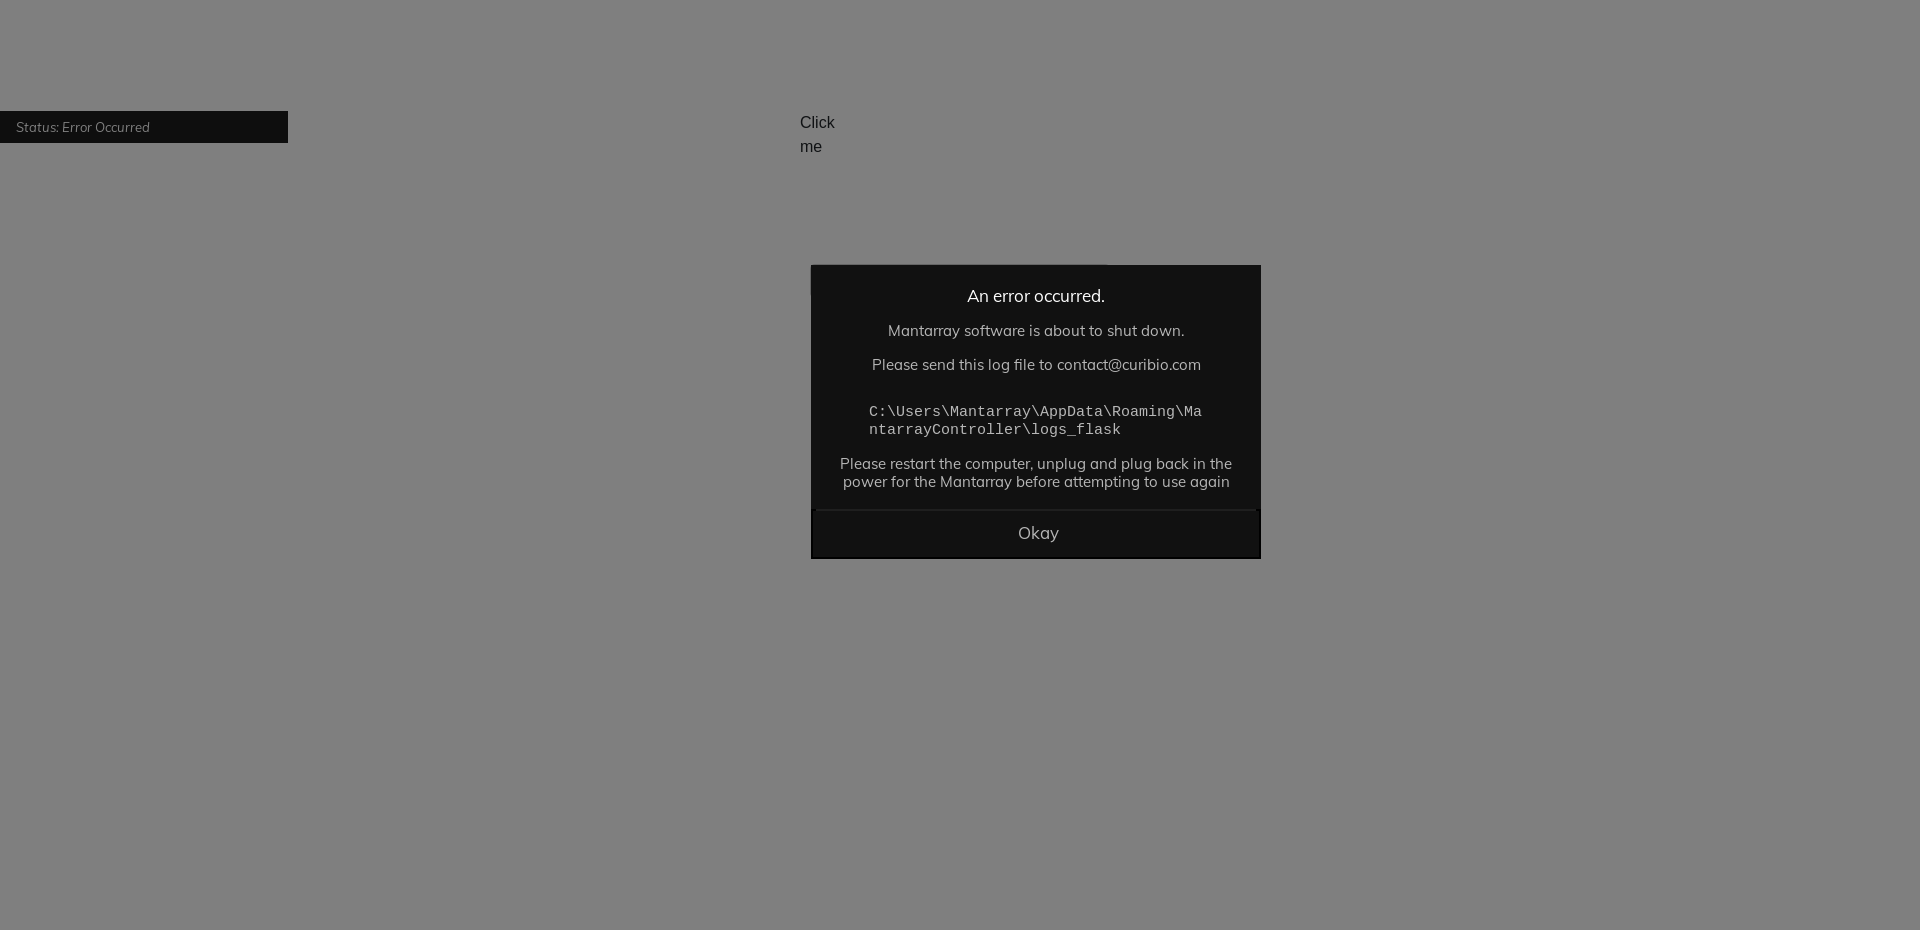 Status: Error Occurred
Click
me
An error occurred.
Mantarray software is about to shut down.
Please send this log file to contact@curibio.com
C:\Users\Mantarray\AppData\Roaming\Ma
ntarrayController\logs_flask
Please restart the computer, unplug and plug back in the
power for the Mantarray before attempting to use again
Okay